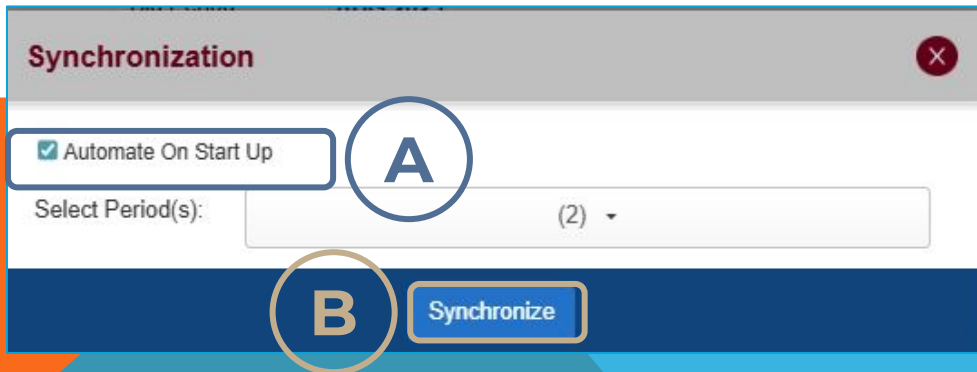 Synchronization
Automate On Start Up
A
Select Period(s):
(2)
B
Synchronize